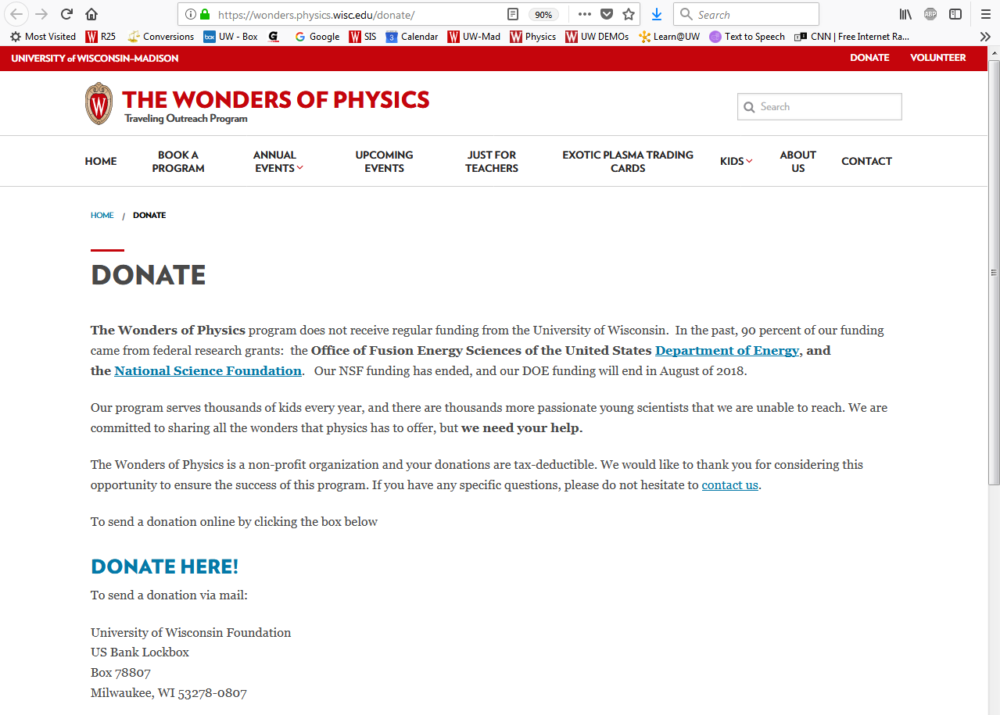 https://wonders.physics.wisc.edu/donate/
90%
Search
Most Visited
R25
Conversions
UW - Box
Google
SIS
Calendar
UW-Mad
Physics
UW DEMOs
Learn@UW
Text to Speech
CNN | Free Internet Ra...
UNIVERSITY of WISCONSIN–MADISON
DONATE
VOLUNTEER
THE WONDERS OF PHYSICS
Traveling Outreach Program
Search
HOME
BOOK A
PROGRAM
ANNUAL
EVENTS
UPCOMING
EVENTS
JUST FOR
TEACHERS
EXOTIC PLASMA TRADING
CARDS
KIDS
ABOUT
US
CONTACT
HOME / DONATE
DONATE
The Wonders of Physics program does not receive regular funding from the University of Wisconsin. In the past, 90 percent of our funding
came from federal research grants: the Office of Fusion Energy Sciences of the United States Department of Energy, and
the National Science Foundation. Our NSF funding has ended, and our DOE funding will end in August of 2018.
Our program serves thousands of kids every year, and there are thousands more passionate young scientists that we are unable to reach. We are
committed to sharing all the wonders that physics has to offer, but we need your help.
The Wonders of Physics is a non-profit organization and your donations are tax-deductible. We would like to thank you for considering this
opportunity to ensure the success of this program. If you have any specific questions, please do not hesitate to contact us.
To send a donation online by clicking the box below
DONATE HERE!
To send a donation via mail:
University of Wisconsin Foundation
US Bank Lockbox
Box 78807
Milwaukee, WI 53278-0807